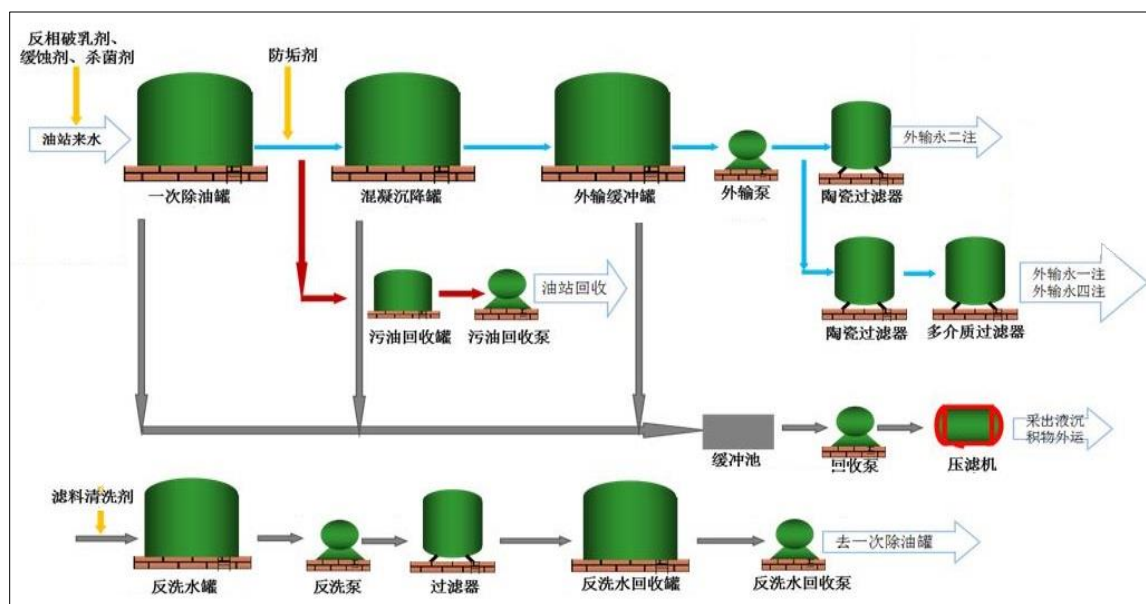 反相破乳剂、
缓蚀剂、杀菌剂
防垢剂
油站来水
外输永二注
一次除油罐
混凝沉降罐
外输缓冲罐
外输泵
陶瓷过滤器
油站回收
外输永一注
外输永四注
污油回收罐
污油回收泵
陶瓷过滤器
多介质过滤器
采出液沉
积物外运
缓冲池
回收泵
压滤机
滤料清洗剂
去一次除油罐
反洗水罐
反洗泵
过滤器
反洗水回收罐
反洗水回收泵